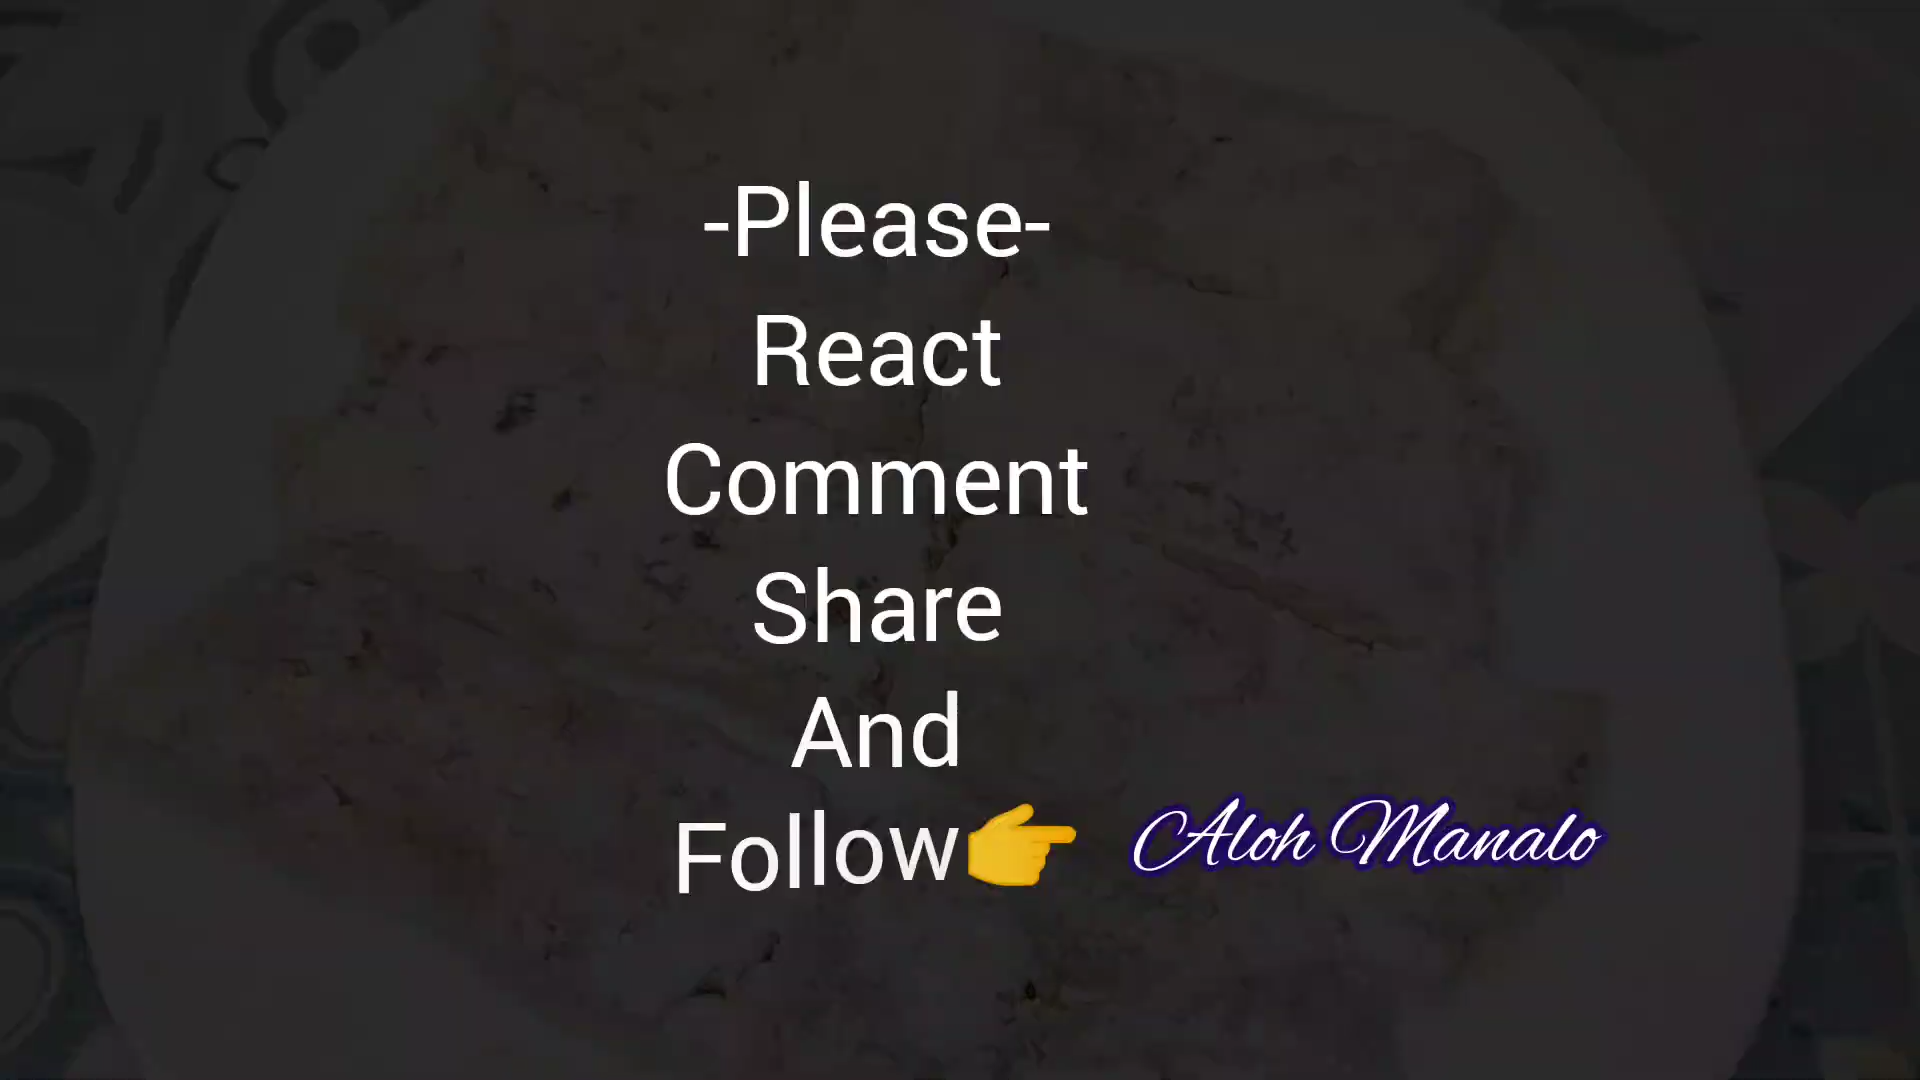 -Please-
React
Comment
Share
And
Follow👉 Aloh Manalo